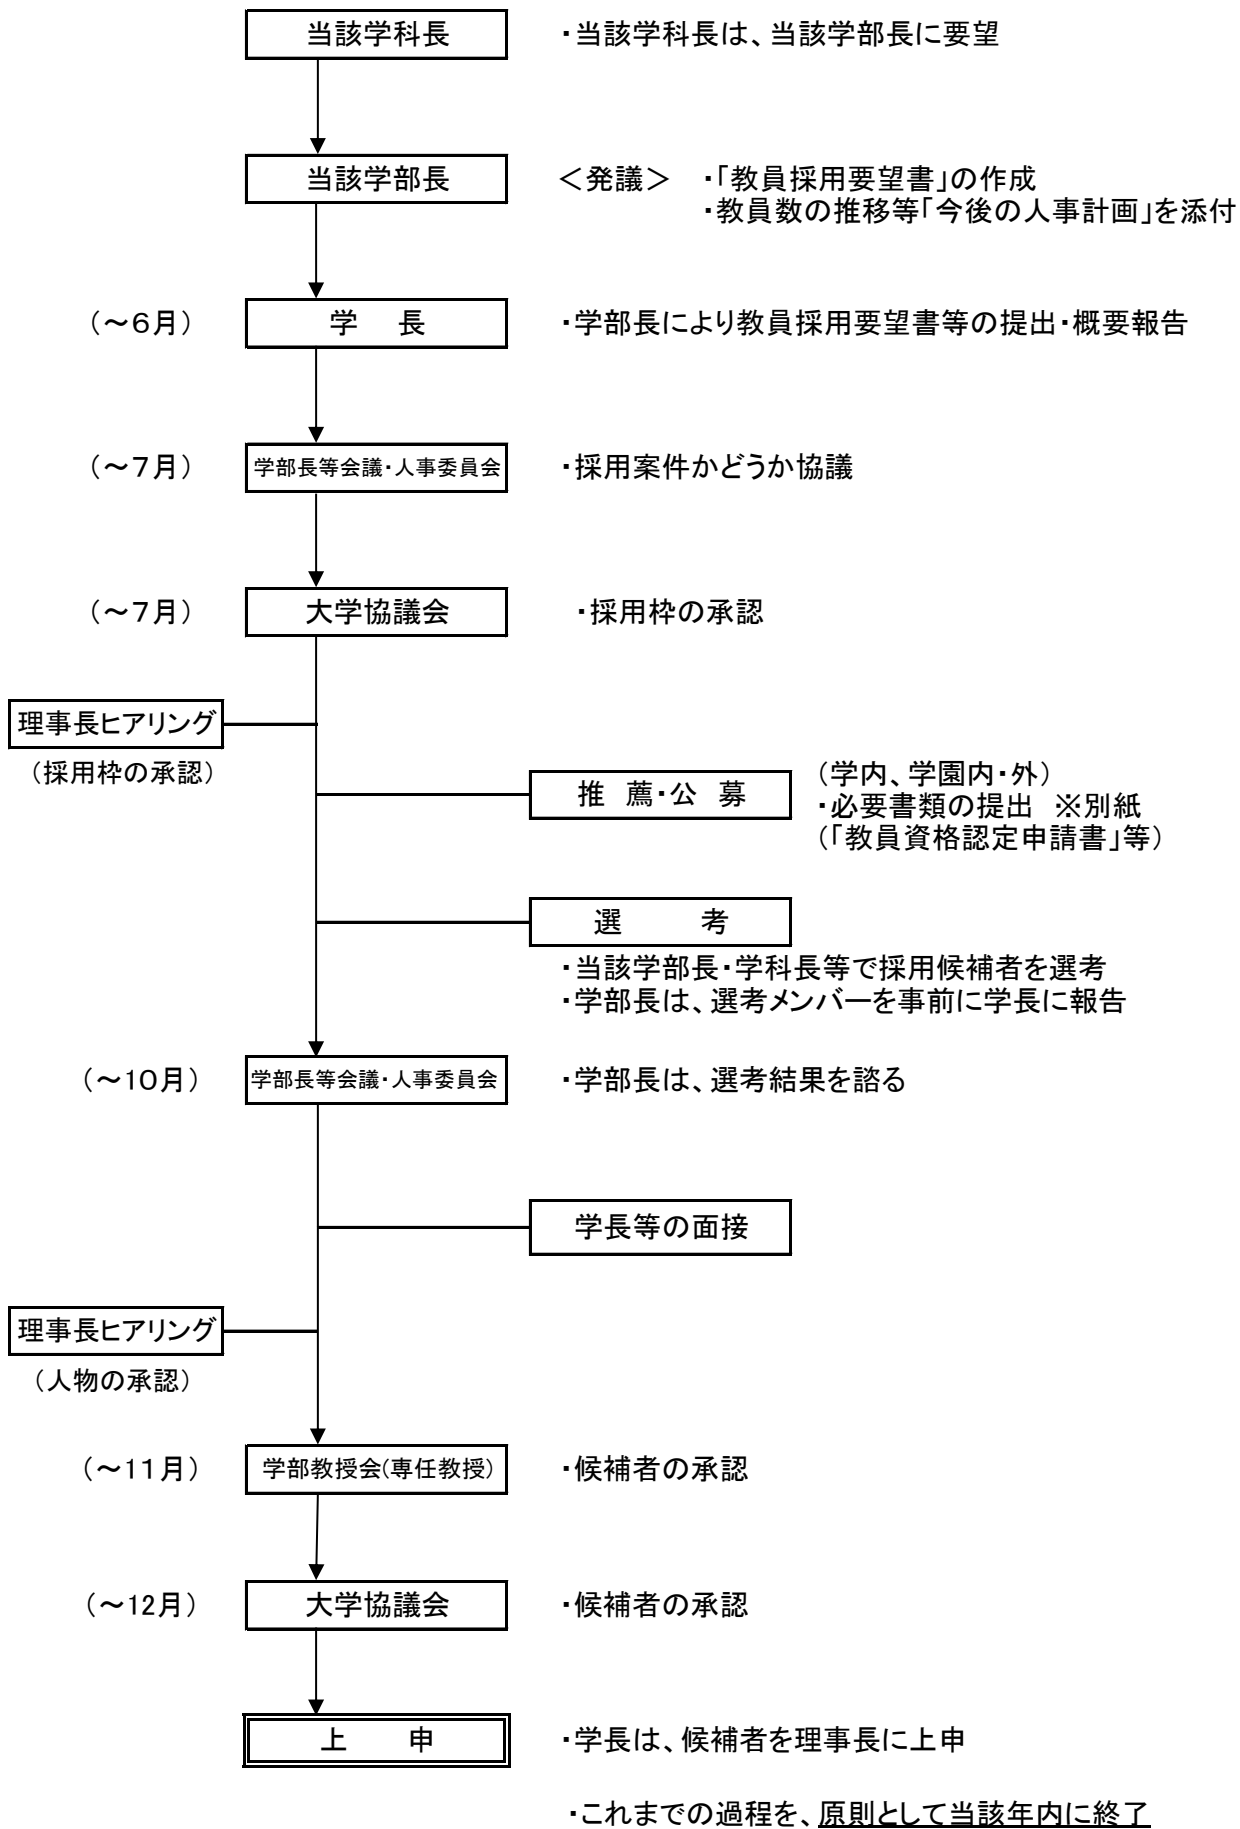 当該学科長
・当該学科長は、当該学部長に要望
当該学部長
＜発議＞ ・「教員採用要望書」の作成
・教員数の推移等「今後の人事計画」を添付
（～６月）
学 長
・学部長により教員採用要望書等の提出・概要報告
（～７月）
学部長等会議・人事委員会
・採用案件かどうか協議
（～７月）
大学協議会
・採用枠の承認
理事長ヒアリング
（採用枠の承認）
推 薦・公 募
（学内、学園内・外）
・必要書類の提出 ※別紙
（「教員資格認定申請書」等）
選 考
・当該学部長・学科長等で採用候補者を選考
・学部長は、選考メンバーを事前に学長に報告
（～１０月）
学部長等会議・人事委員会
・学部長は、選考結果を諮る
学長等の面接
理事長ヒアリング
（人物の承認）
（～１１月）
学部教授会(専任教授）
・候補者の承認
（～12月）
大学協議会
・候補者の承認
上 申
・学長は、候補者を理事長に上申
・これまでの過程を、原則として当該年内に終了